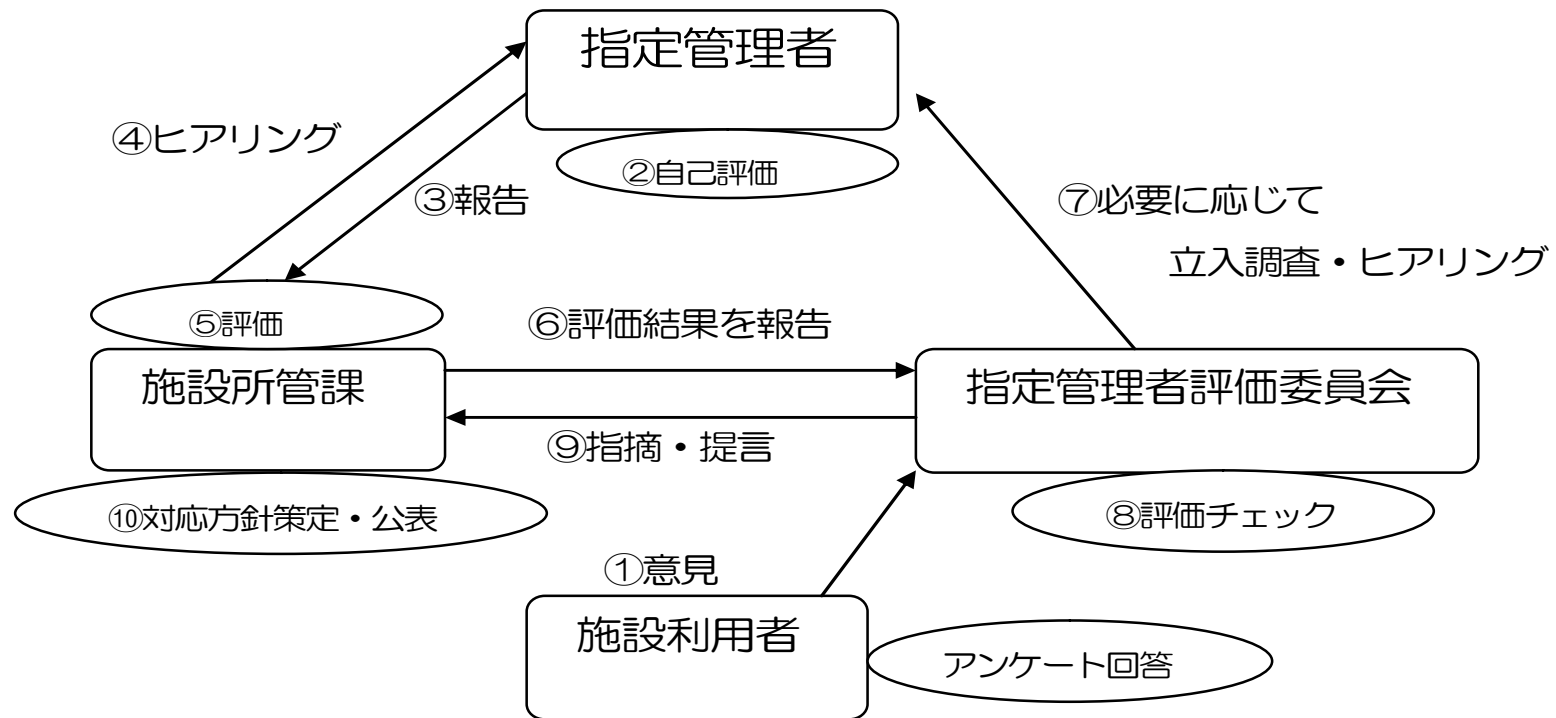 指定管理者
④ヒアリング
②自己評価
③報告
⑦必要に応じて
立入調査・ヒアリング
⑤評価
⑥評価結果を報告
施設所管課
指定管理者評価委員会
⑨指摘・提言
⑩対応方針策定・公表
⑧評価チェック
①意見
施設利用者
アンケート回答